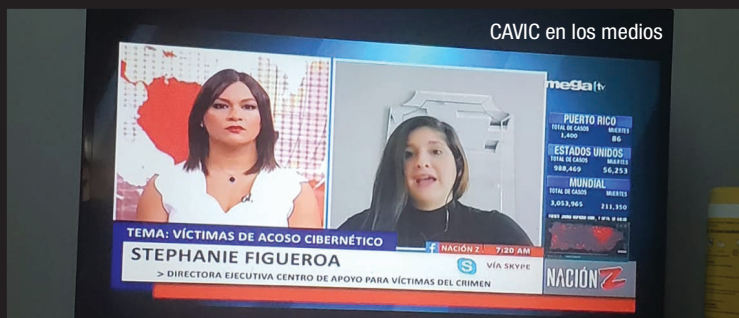 CAVIC en los medios
mega tv
PUERTO RICO
TOTAL DE CASOS MUERTES
1,400 86
ESTADOS UNIDOS
TOTAL DE CASOS MUERTES
988,469 56,253
MUNDIAL
TOTAL DE CASOS MUERTES
3,053,965 211,350
TEMA: VÍCTIMAS DE ACOSO CIBERNÉTICO
NACIÓN Z 7:20 AM
STEPHANIE FIGUEROA
VÍA SKYPE
> DIRECTORA EJECUTIVA CENTRO DE APOYO PARA VÍCTIMAS DEL CRIMEN
NACIÓN Z